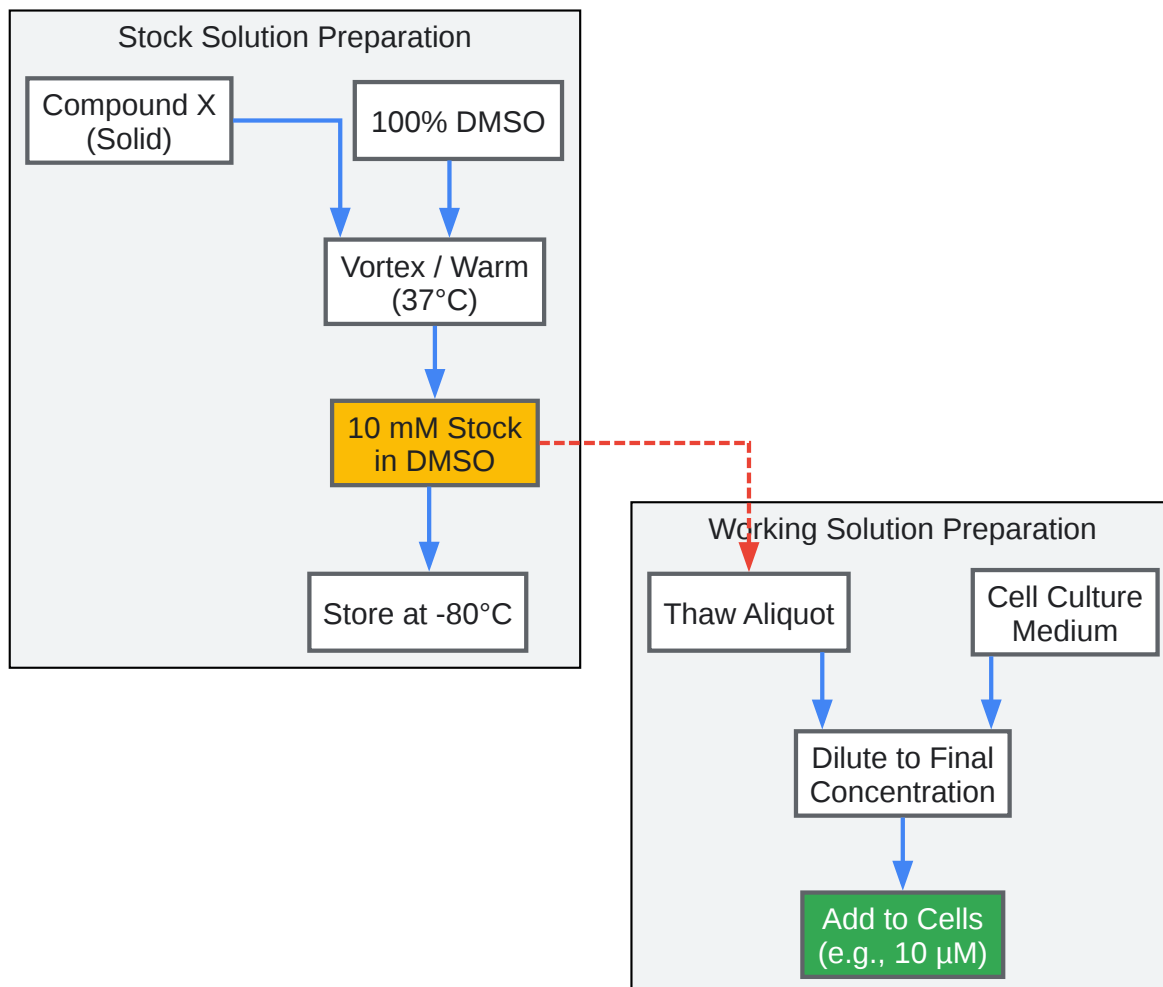 Stock Solution Preparation
Compound X
(Solid)
100% DMSO
Vortex / Warm
(37°C)
10 mM Stock
in DMSO
Store at -80°C
Working Solution Preparation
Thaw Aliquot
Cell Culture
Medium
Dilute to Final
Concentration
Add to Cells
(e.g., 10 µM)